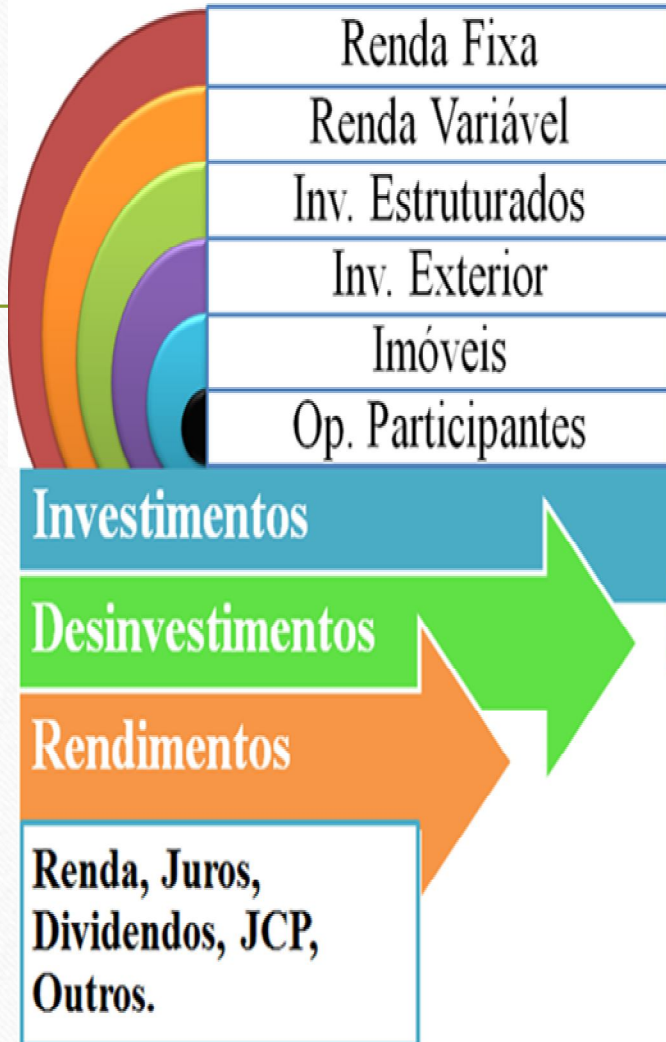 Renda Fixa
Renda Variável
Inv. Estruturados
Inv. Exterior
Imóveis
Op. Participantes
Investimentos
Desinvestimentos
Rendimentos
Renda, Juros,
Dividendos, JCP,
Outros.